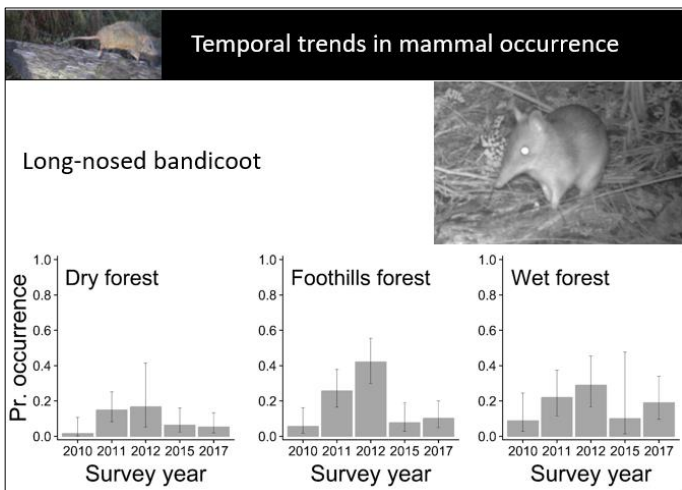 Temporal trends in mammal occurrence
Long-nosed bandicoot
Pr. occurrence
1.0
0.8
0.6
0.4
0.2
0.0
Dry forest
2010 2011 2012 2015 2017
Survey year
1.0
0.8
0.6
0.4
0.2
0.0
Foothills forest
2010 2011 2012 2015 2017
Survey year
1.0
0.8
0.6
0.4
0.2
0.0
Wet forest
2010 2011 2012 2015 2017
Survey year